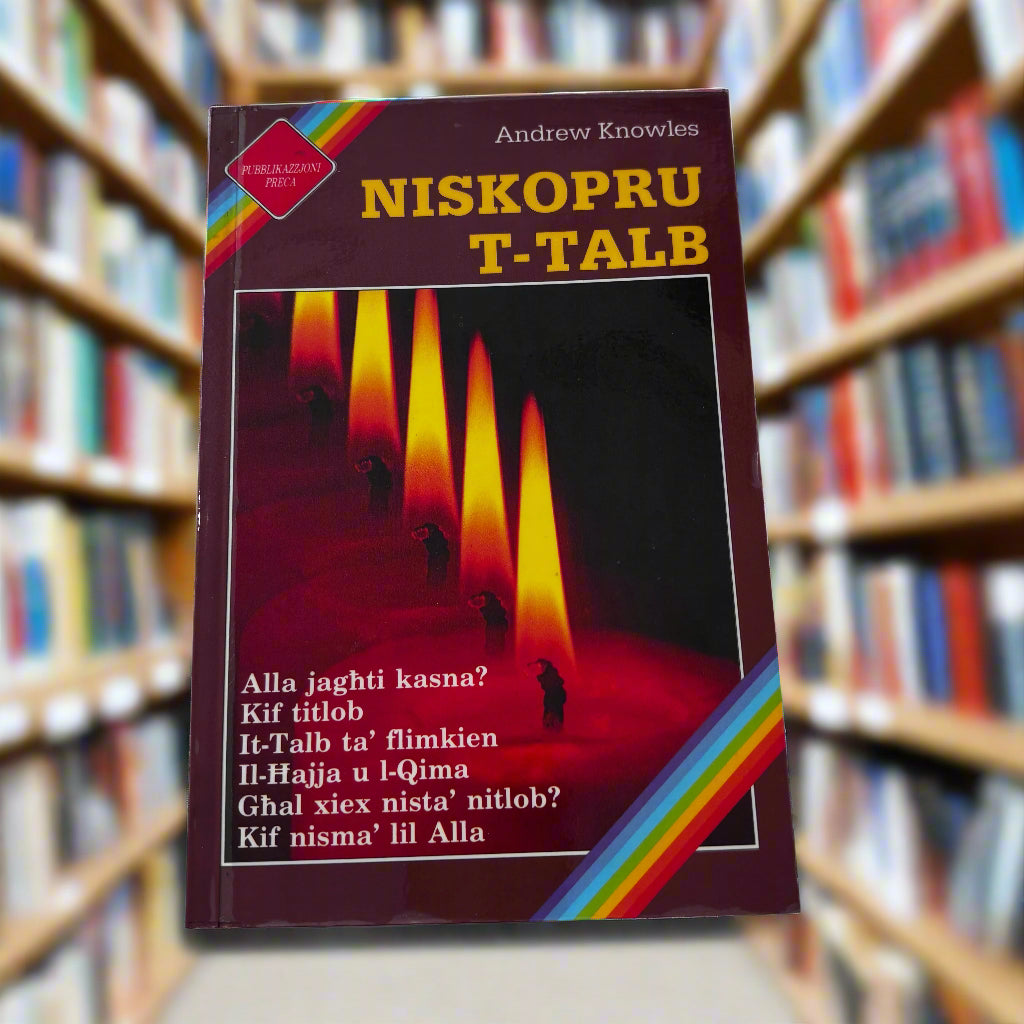 PUBBLIKAZZJONI
PRECA
Andrew Knowles
NISKOPRU
T-TALB
Alla jagħti kasna?
Kif titlob
It-Talb ta’ flimkien
Il-Ħajja u l-Qima
Għal xiex nista’ nitlob?
Kif nisma’ lil Alla